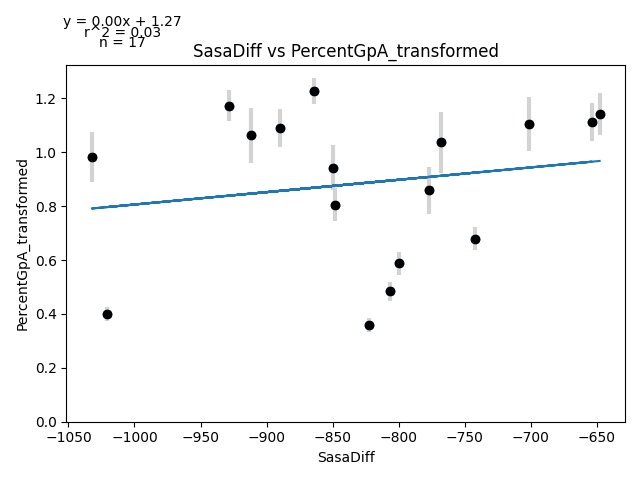 y = 0.00x + 1.27
r^2 = 0.03
n = 17
SasaDiff vs PercentGpA_transformed
PercentGpA_transformed
1.2
1.0
0.8
0.6
0.4
0.2
0.0
−1050 −1000 −950 −900 −850 −800 −750 −700 −650
SasaDiff